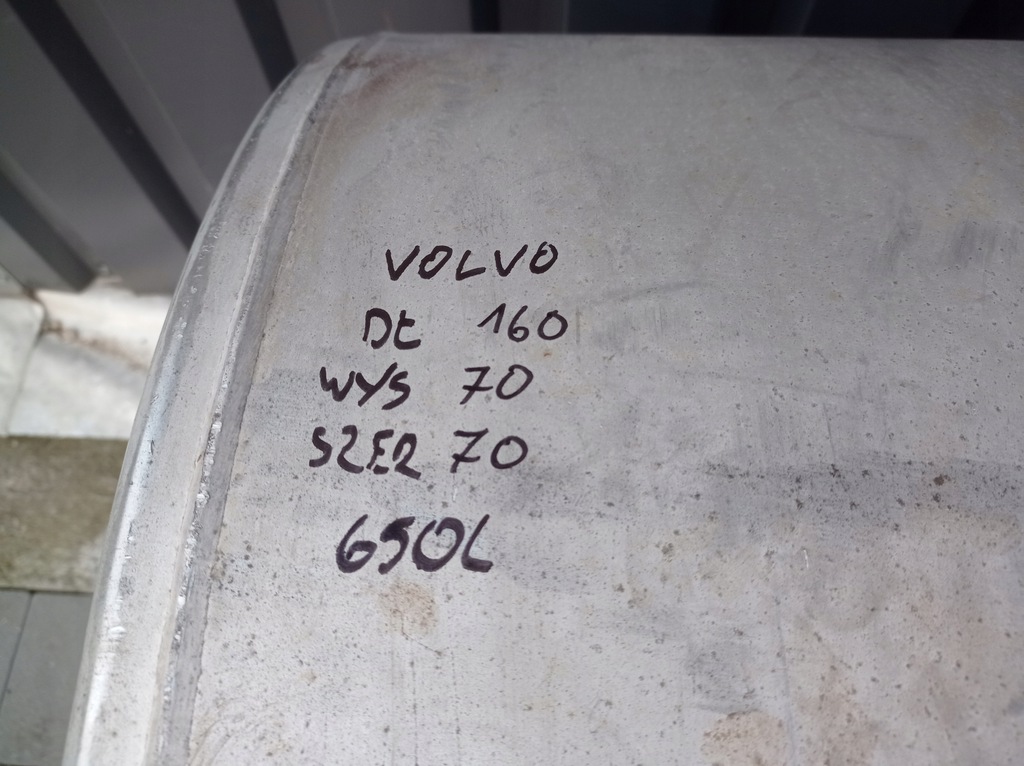 VOLVO
DŁ 160
WYS 70
SZER 70
650L